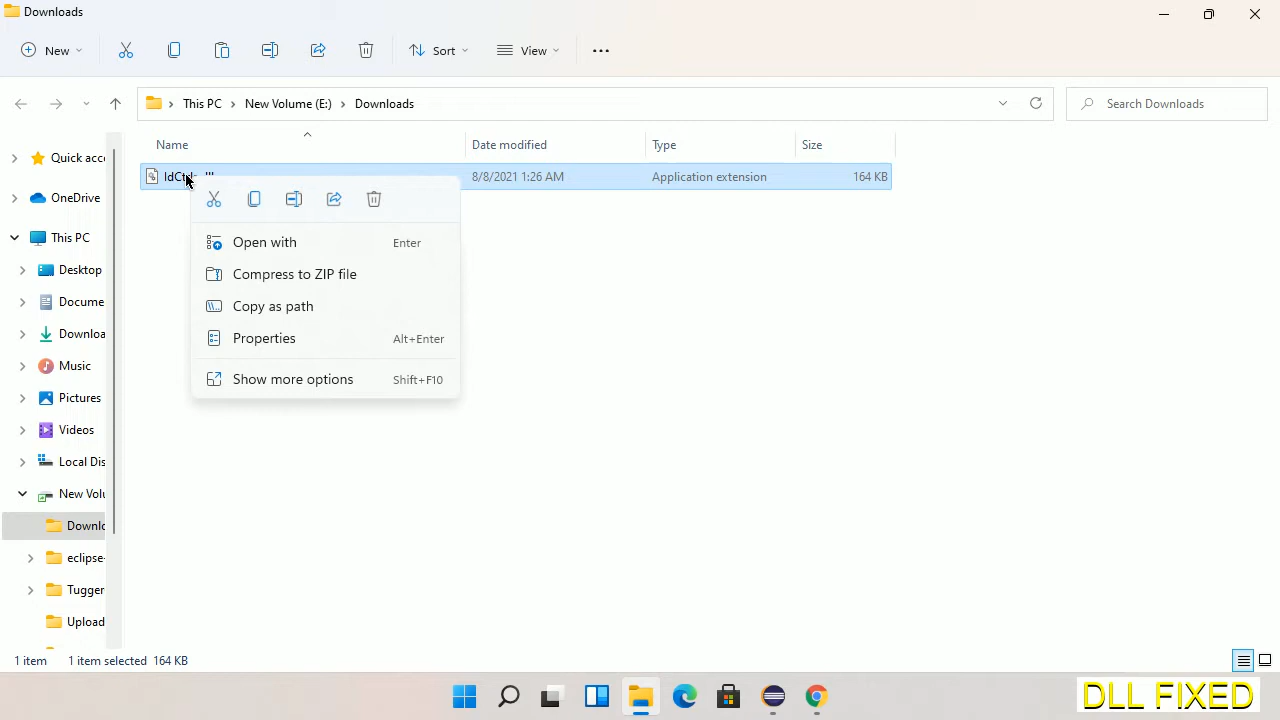 Downloads
New
Sort
View
This PC
New Volume (E:)
Downloads
Search Downloads
Name
Date modified
Type
Size
8/8/2021 1:26 AM
Application extension
164 KB
Quick acc
OneDrive
This PC
Desktop
Docume
Downloa
Music
Pictures
Videos
Local Dis
New Volu
Downlo
eclipse-
Tugger
Upload
Open with Enter
Compress to ZIP file
Copy as path
Properties Alt+Enter
Show more options Shift+F10
1 item 1 item selected 164 KB
DLL FIXED